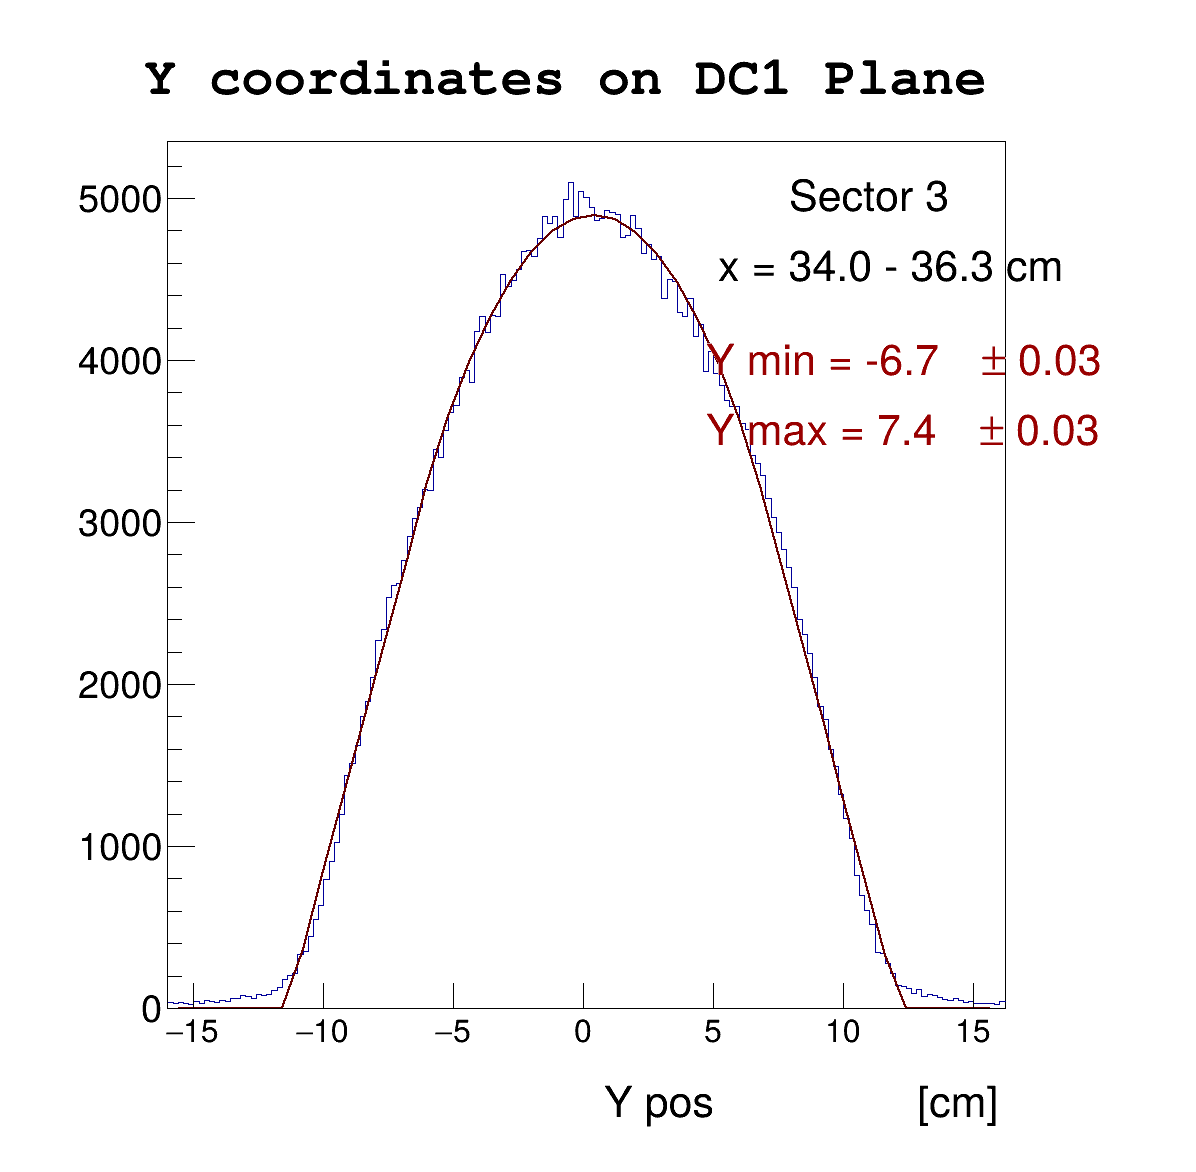 Y coordinates on DC1 Plane
Sector 3
x = 34.0 - 36.3 cm
Y min = -6.7 ± 0.03
Y max = 7.4 ± 0.03
5000
4000
3000
2000
1000
0
−15 −10 −5 0 5 10 15
Y pos [cm]